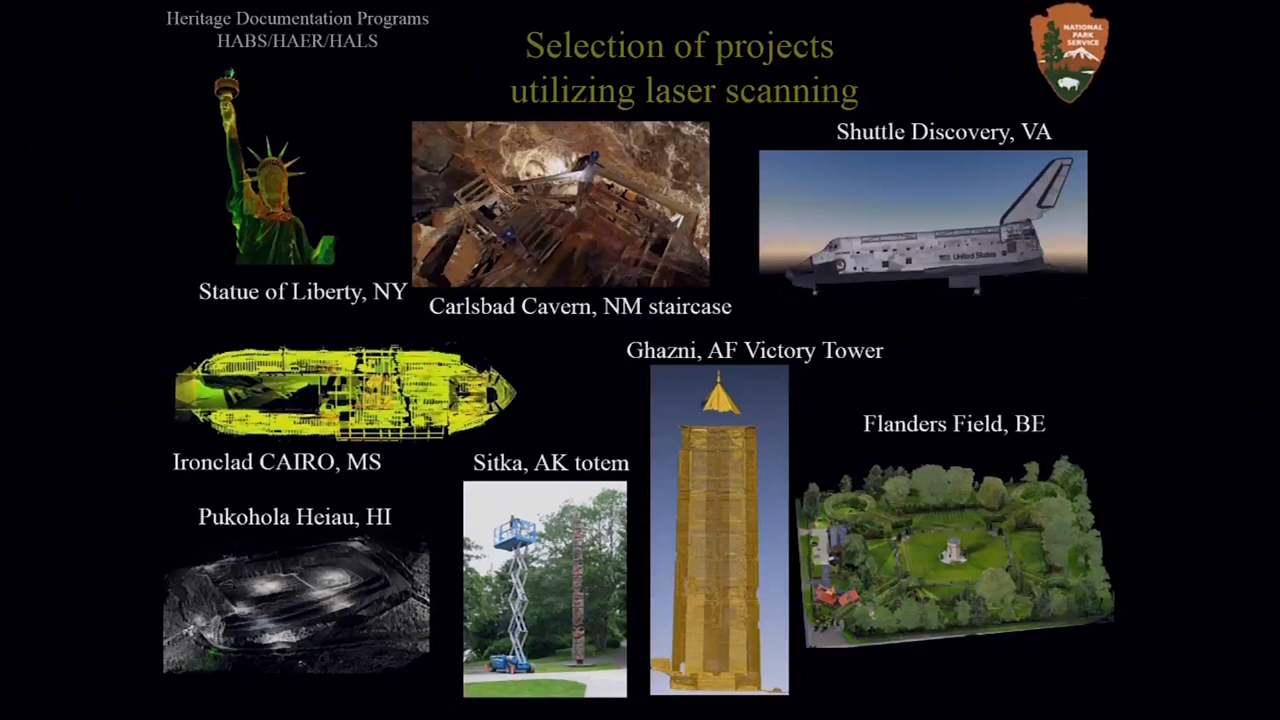 Heritage Documentation Programs
HABS/HAER/HALS
Selection of projects
utilizing laser scanning
NATIONAL
PARK
SERVICE
Shuttle Discovery, VA
United States
Statue of Liberty, NY
Carlsbad Cavern, NM staircase
Ghazni, AF Victory Tower
Flanders Field, BE
Ironclad CAIRO, MS
Sitka, AK totem
Pukohola Heiau, HI